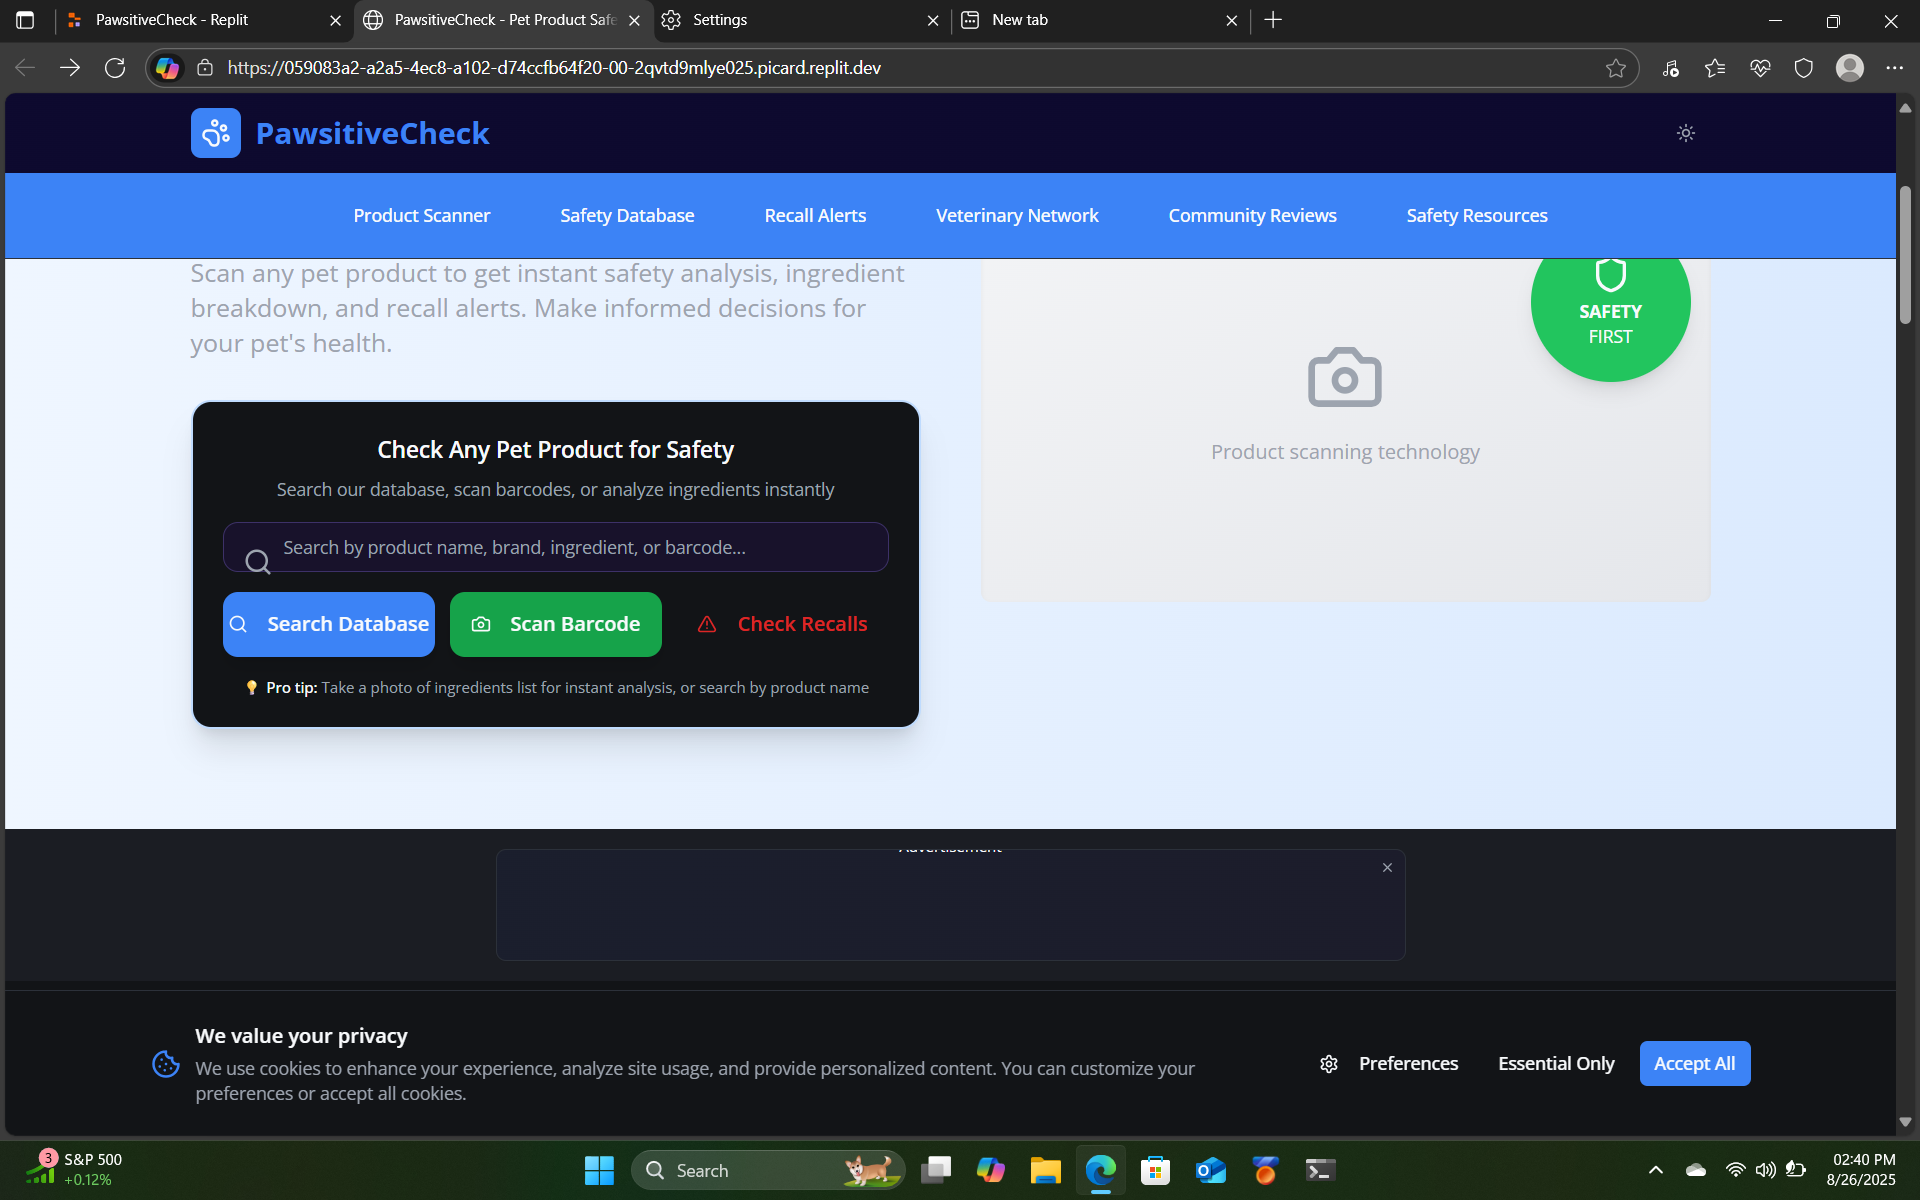 PawsitiveCheck - Replit
PawsitiveCheck - Pet Product Safe
Settings
New tab
https://059083a2-a2a5-4ec8-a102-d74ccfb64f20-00-2qvtd9mlye025.picard.replit.dev
PawsitiveCheck
Product Scanner
Safety Database
Recall Alerts
Veterinary Network
Community Reviews
Safety Resources
Scan any pet product to get instant safety analysis, ingredient
breakdown, and recall alerts. Make informed decisions for
your pet's health.
SAFETY
FIRST
Product scanning technology
Check Any Pet Product for Safety
Search our database, scan barcodes, or analyze ingredients instantly
Search by product name, brand, ingredient, or barcode...
Search Database
Scan Barcode
Check Recalls
Pro tip: Take a photo of ingredients list for instant analysis, or search by product name
Advertisement
We value your privacy
We use cookies to enhance your experience, analyze site usage, and provide personalized content. You can customize your
preferences or accept all cookies.
Preferences
Essential Only
Accept All
3
S&P 500
+0.12%
Search
02:40 PM
8/26/2025